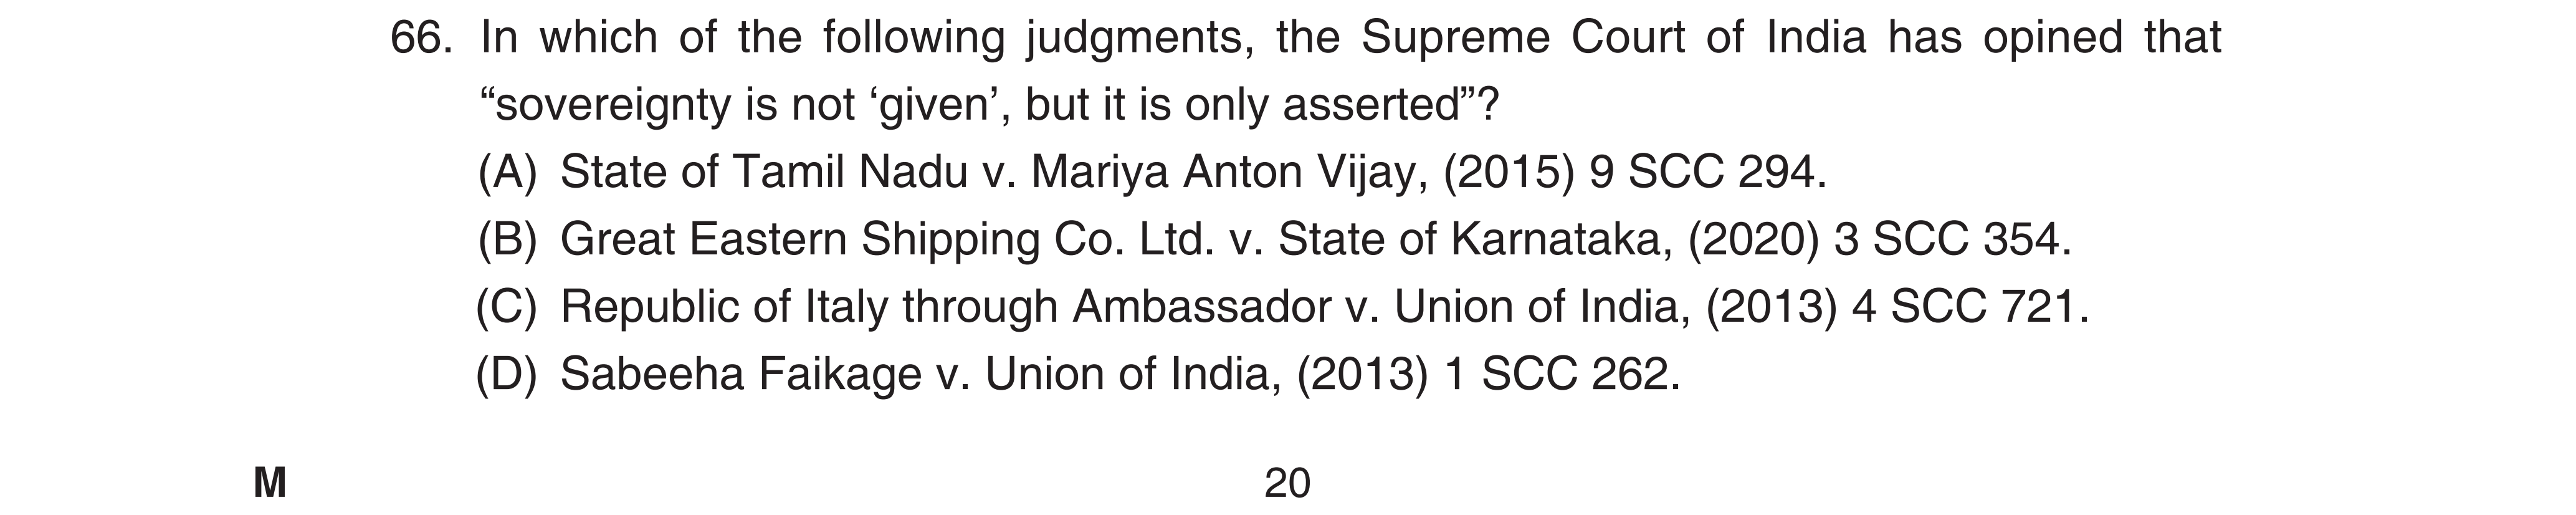 66. In which of the following judgments, the Supreme Court of India has opined that
“sovereignty is not ‘given’, but it is only asserted”?
(A) State of Tamil Nadu v. Mariya Anton Vijay, (2015) 9 SCC 294.
(B) Great Eastern Shipping Co. Ltd. v. State of Karnataka, (2020) 3 SCC 354.
(C) Republic of Italy through Ambassador v. Union of India, (2013) 4 SCC 721.
(D) Sabeeha Faikage v. Union of India, (2013) 1 SCC 262.
M 20